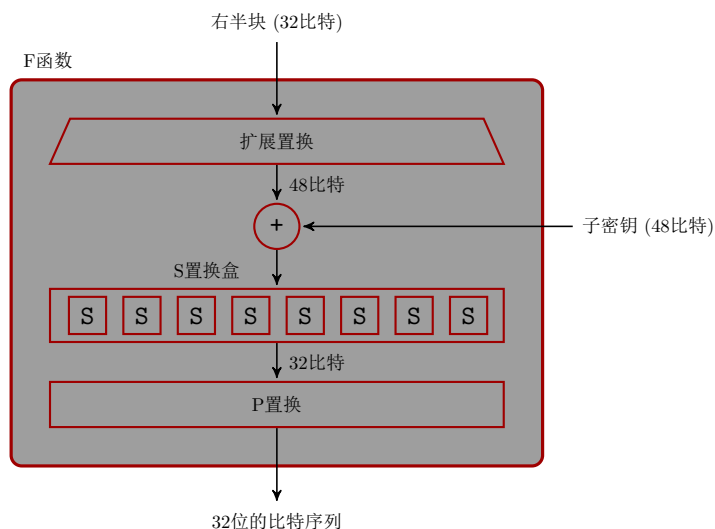 右半块 (32比特)
F函数
扩展置换
48比特
+
子密钥 (48比特)
S置换盒
S S S S S S S S
32比特
P置换
32位的比特序列